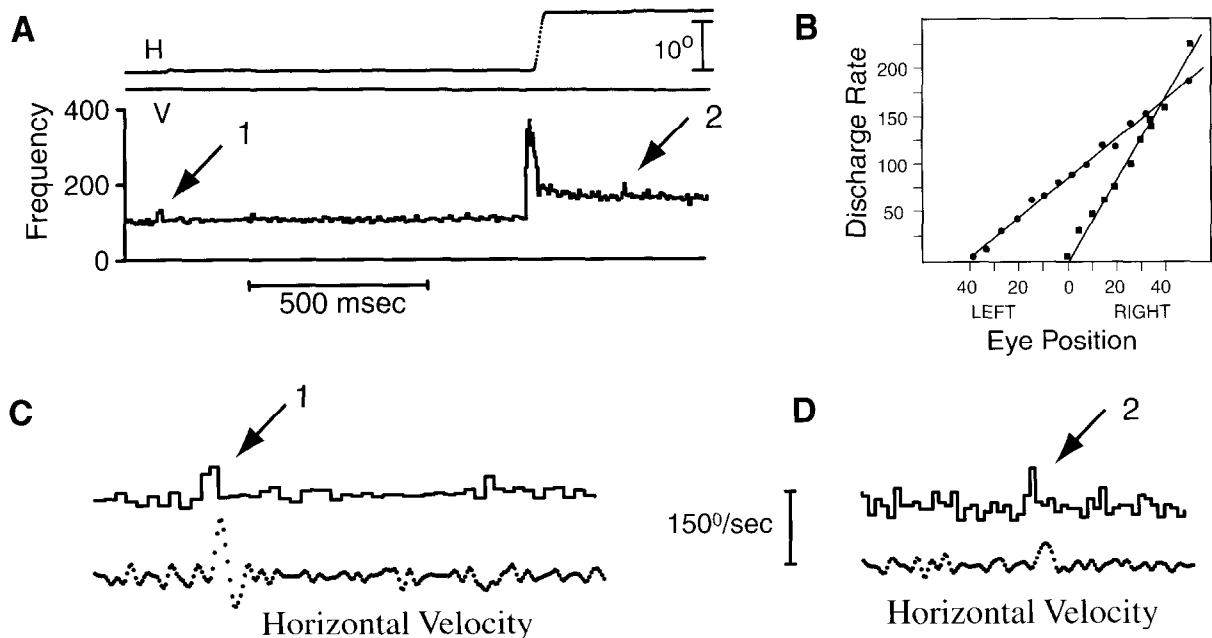 A
H
10⁰
V
Frequency
400
200
0
1
2
500 msec
B
Discharge Rate
200
150
100
50
40 20 0 20 40
LEFT RIGHT
Eye Position
C
1
Horizontal Velocity
D
2
150⁰/sec
Horizontal Velocity